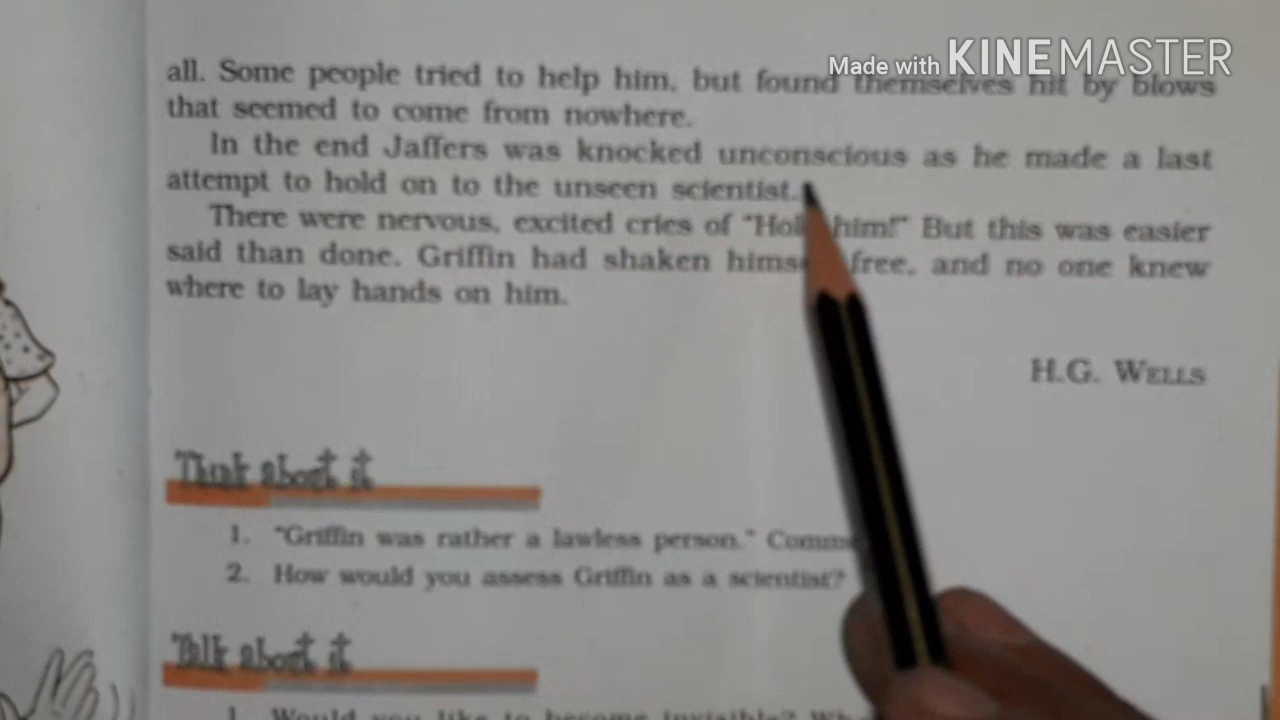 Made with KINEMASTER
all. Some people tried to help him, but found themselves hit by blows
that seemed to come from nowhere.
In the end Jaffers was knocked unconscious as he made a last
attempt to hold on to the unseen scientist.
There were nervous, excited cries of "Hol him!" But this was easier
said than done. Griffin had shaken himse free, and no one knew
where to lay hands on him.
H.G. WELLS
Think about it
1. "Griffin was rather a lawless person." Comme
2. How would you assess Griffin as a scientist?
Talk about it
1. Would you like to become invisible?